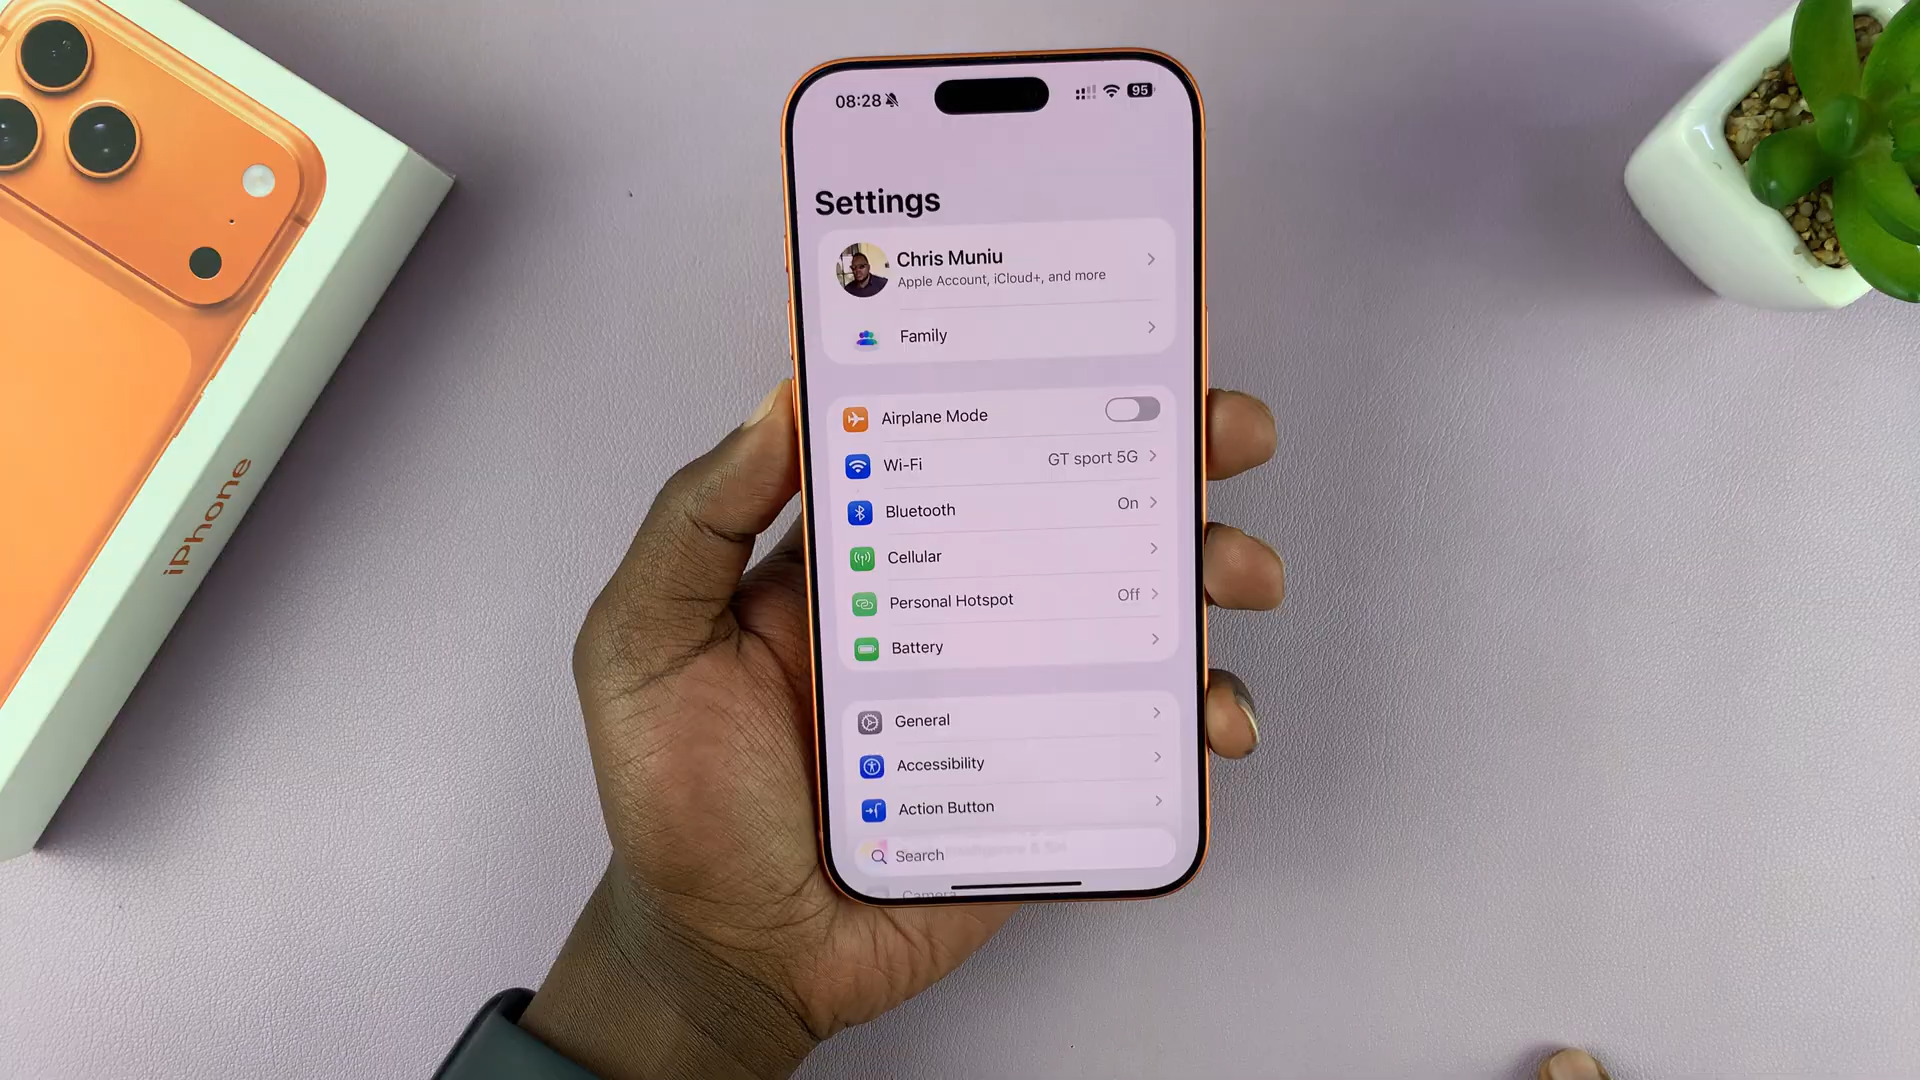 iPhone
08:28
95
Settings
Chris Muniu
Apple Account, iCloud+, and more
Family
Airplane Mode
Wi-Fi GT sport 5G
Bluetooth On
Cellular
Personal Hotspot Off
Battery
General
Accessibility
Action Button
Search
Camera